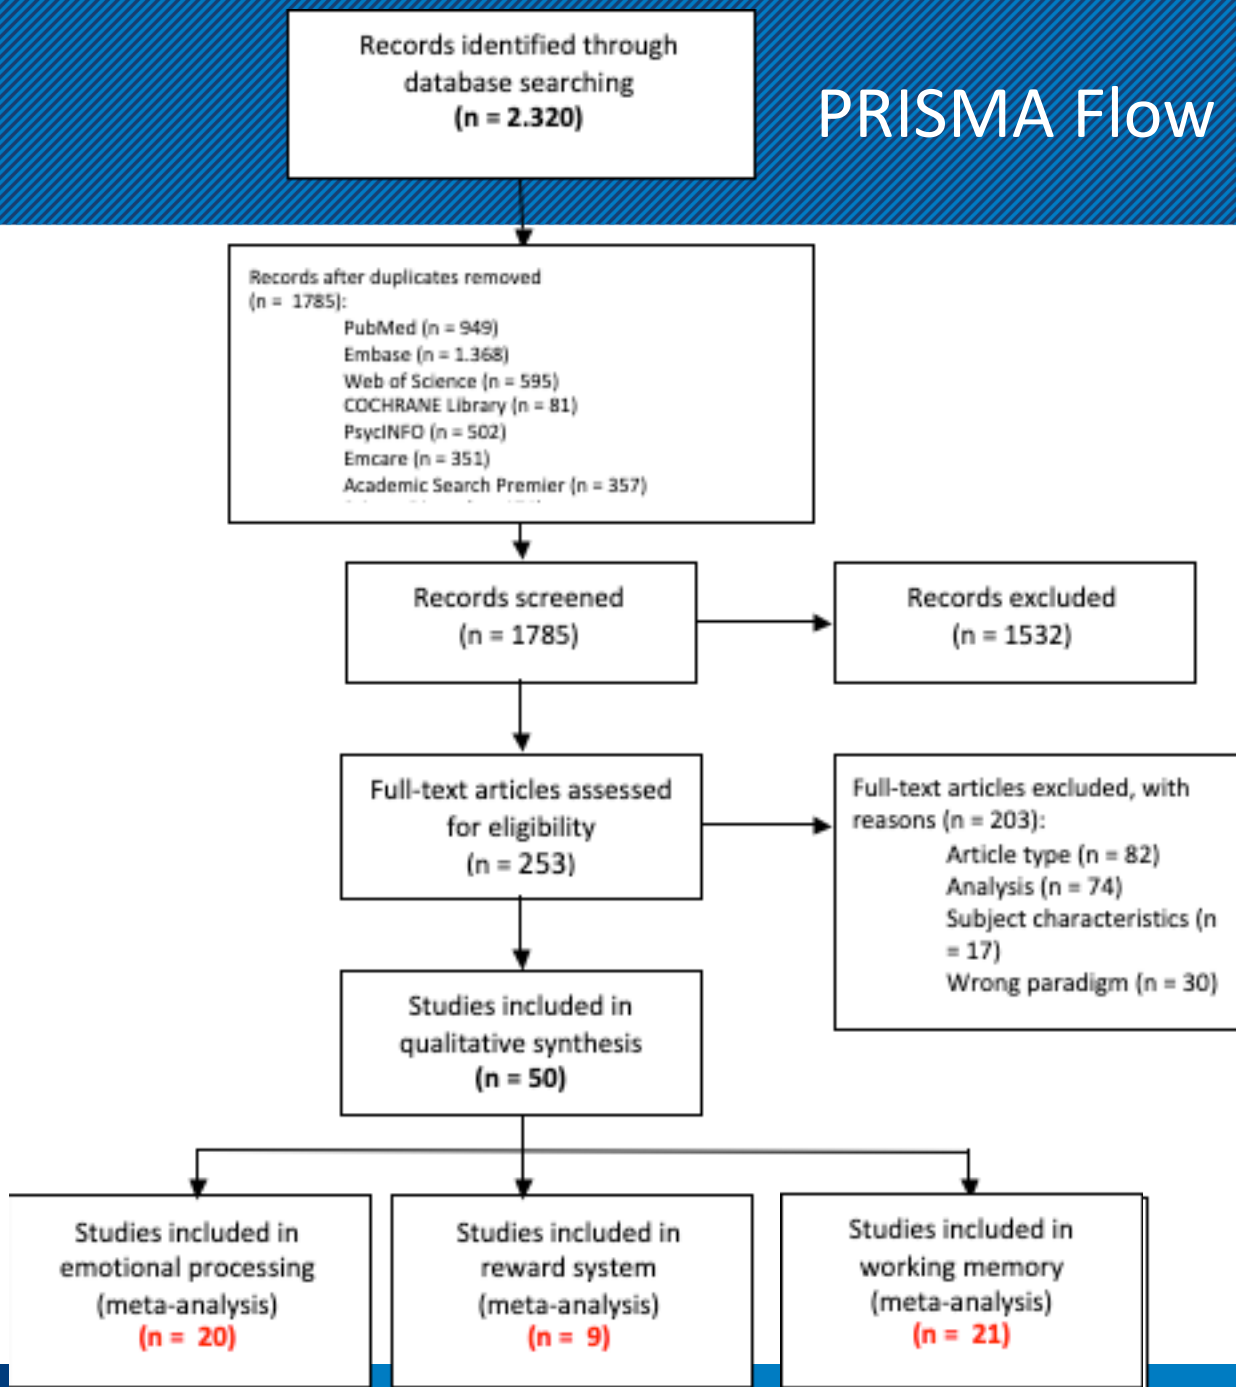 PRISMA Flow
Records identified through
database searching
(n = 2.320)
Records after duplicates removed
(n = 1785):
PubMed (n = 949)
Embase (n = 1.368)
Web of Science (n = 595)
COCHRANE Library (n = 81)
PsycINFO (n = 502)
Emcare (n = 351)
Academic Search Premier (n = 357)
Records screened
(n = 1785)
Records excluded
(n = 1532)
Full-text articles assessed
for eligibility
(n = 253)
Full-text articles excluded, with
reasons (n = 203):
Article type (n = 82)
Analysis (n = 74)
Subject characteristics (n
= 17)
Wrong paradigm (n = 30)
Studies included in
qualitative synthesis
(n = 50)
Studies included in
emotional processing
(meta-analysis)
(n = 20)
Studies included in
reward system
(meta-analysis)
(n = 9)
Studies included in
working memory
(meta-analysis)
(n = 21)